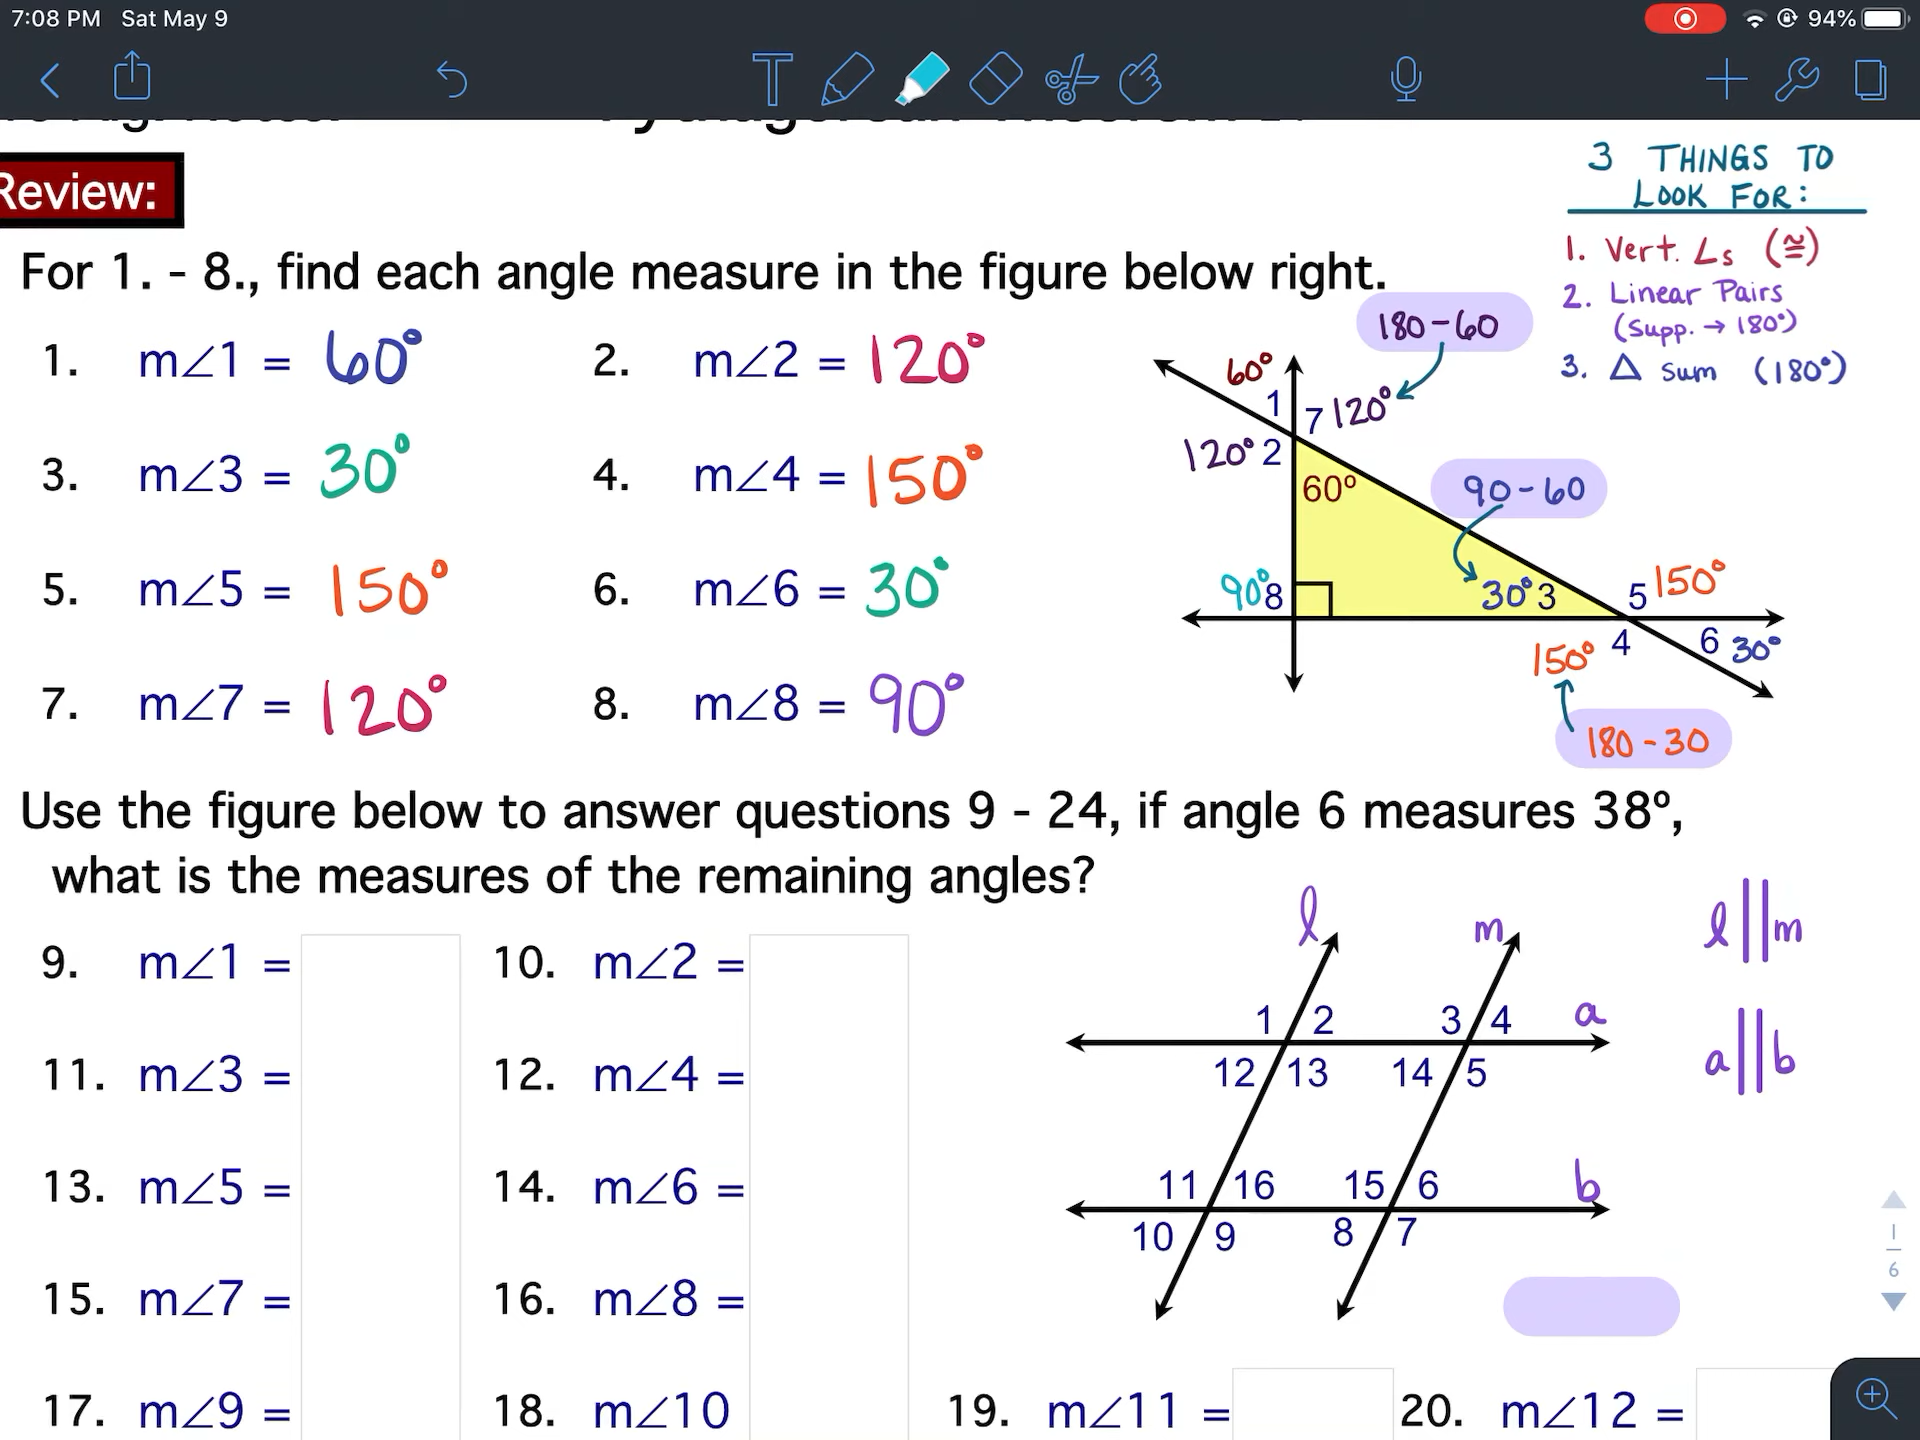 7:08 PM Sat May 9
94%
3 THINGS TO
LOOK FOR:
Review:
1. Vert. ∠s (≅)
For 1. - 8., find each angle measure in the figure below right.
2. Linear Pairs
(Supp. → 180°)
3. △ sum (180°)
180-60
1. m∠1 = 60°
2. m∠2 = 120°
3. m∠3 = 30°
4. m∠4 = 150°
5. m∠5 = 150°
6. m∠6 = 30°
7. m∠7 = 120°
8. m∠8 = 90°
60°
1
7 120°
120° 2
60º
90-60
90° 8
30° 3
5 150°
150° 4
6 30°
180-30
Use the figure below to answer questions 9 - 24, if angle 6 measures 38º,
what is the measures of the remaining angles?
9. m∠1 =
10. m∠2 =
11. m∠3 =
12. m∠4 =
13. m∠5 =
14. m∠6 =
15. m∠7 =
16. m∠8 =
17. m∠9 =
18. m∠10
19. m∠11 =
20. m∠12 =
l
m
l || m
1 2
3 4
a
a || b
12 13
14 5
11 16
15 6
b
10 9
8 7
1
6